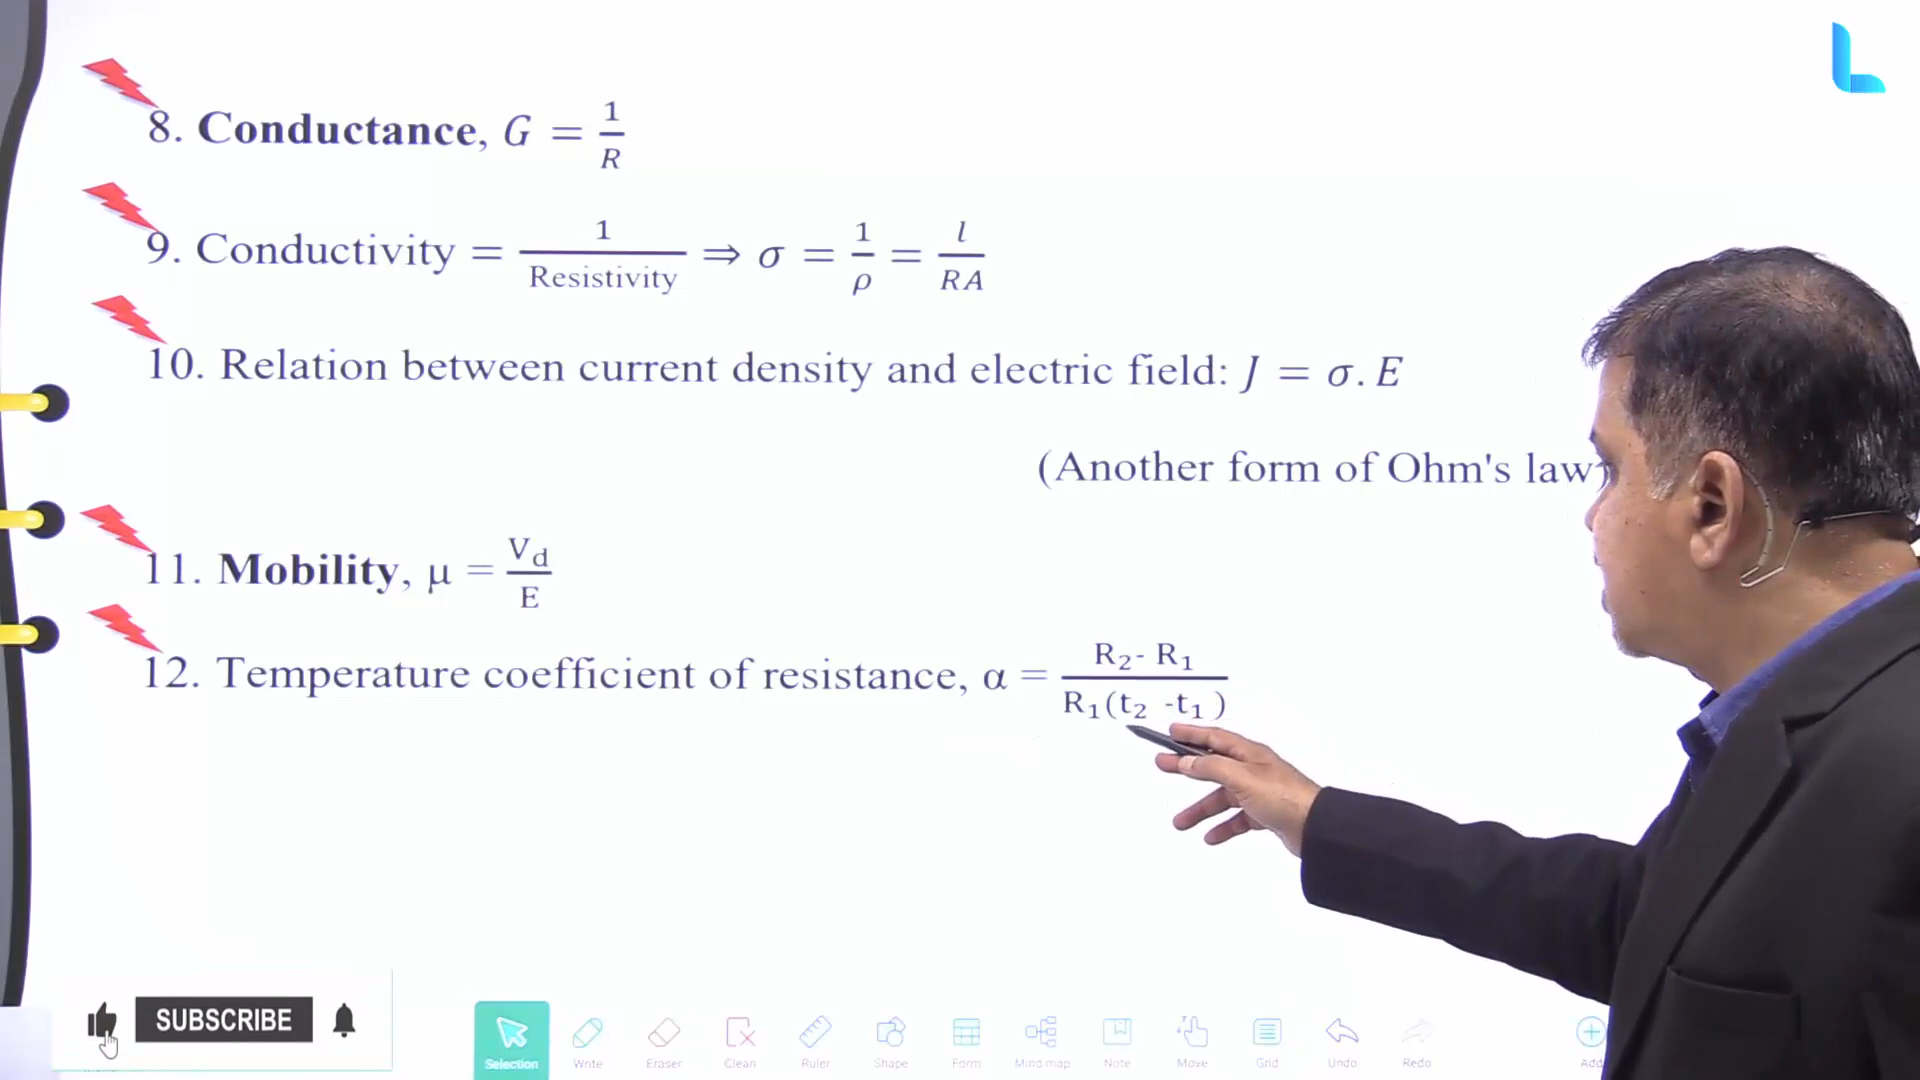 8. Conductance, G = 1/R
9. Conductivity = 1/Resistivity ⇒ σ = 1/ρ = l/RA
10. Relation between current density and electric field: J = σ. E
(Another form of Ohm's law
11. Mobility, μ = Vd/E
12. Temperature coefficient of resistance, α = R₂- R₁/R₁(t₂ -t₁ )
SUBSCRIBE
Selection Write Eraser Clean Ruler Shape Form Mind map Note Move Grid Undo Redo Add